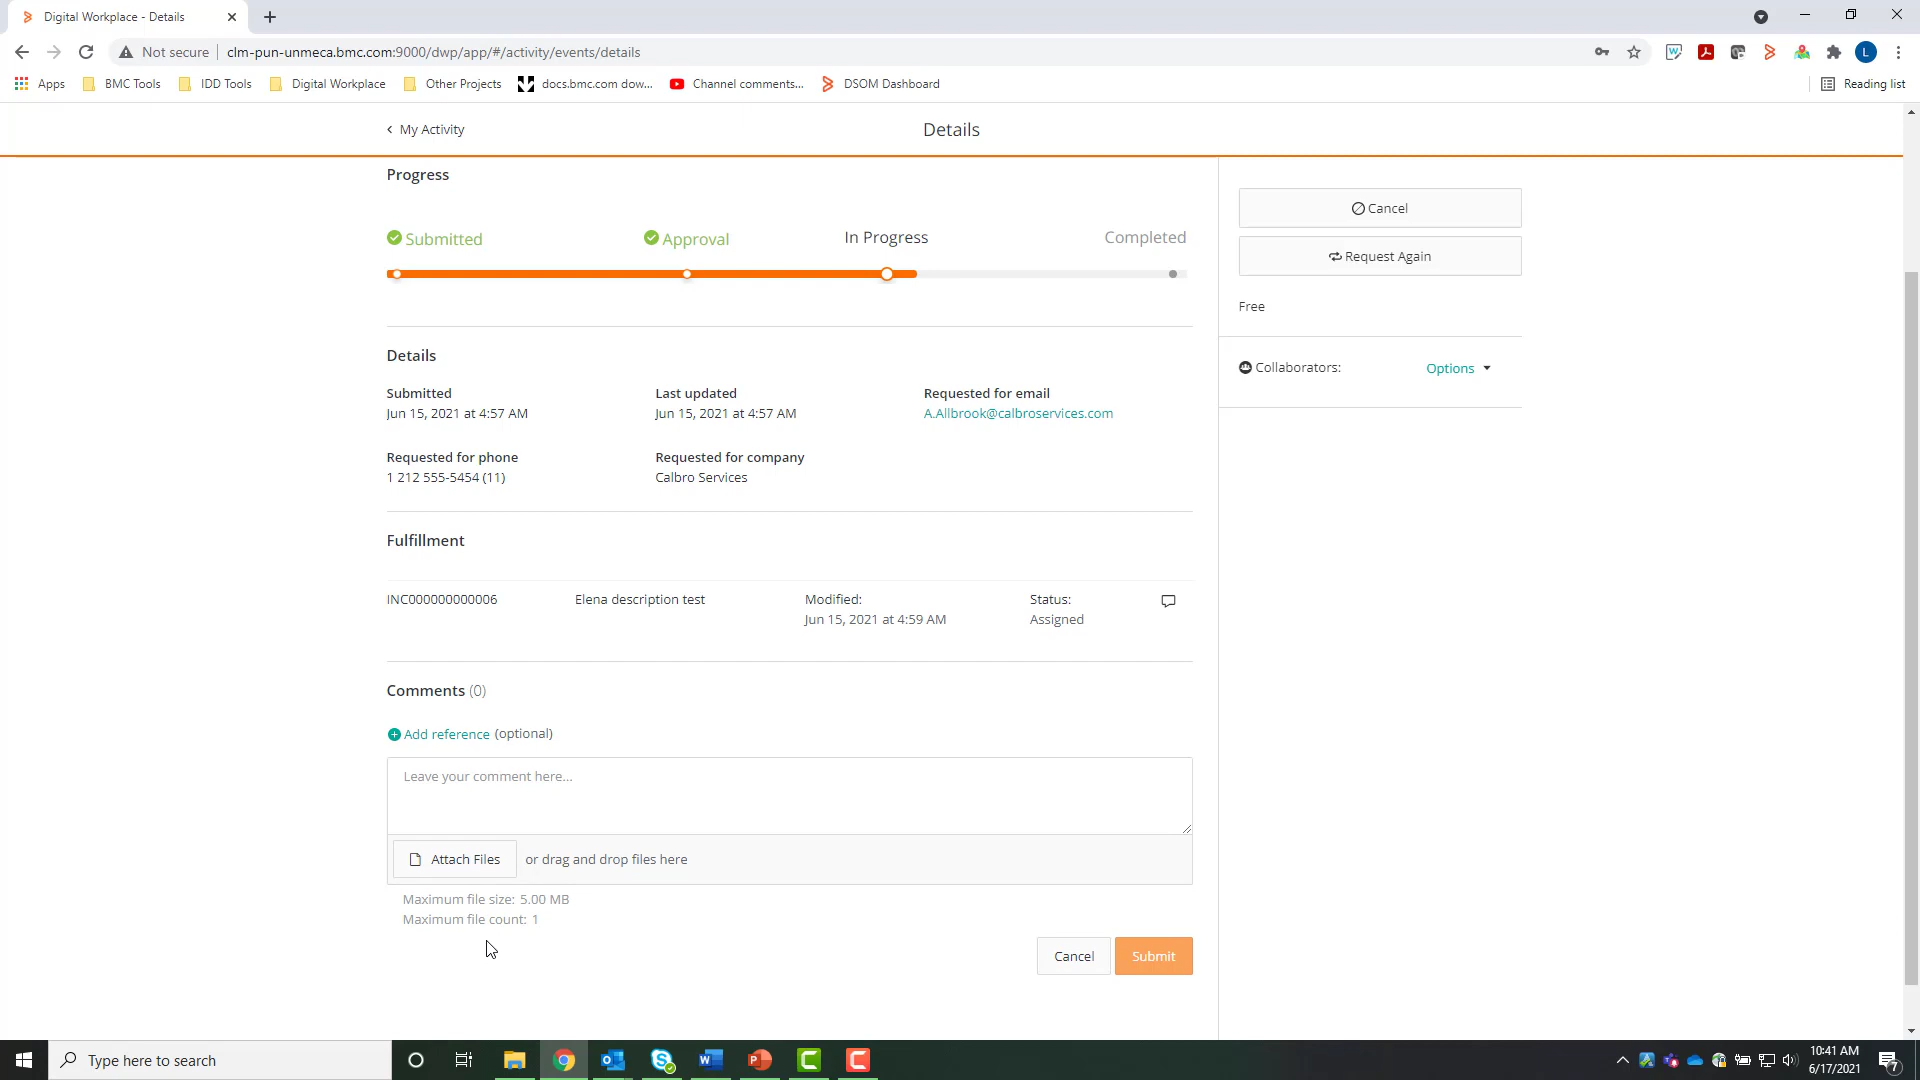 Digital Workplace - Details
Not secure
clm-pun-unmeca.bmc.com:9000/dwp/app/#/activity/events/details
L
Apps
BMC Tools
IDD Tools
Digital Workplace
Other Projects
docs.bmc.com dow...
Channel comments...
DSOM Dashboard
Reading list
My Activity
Details
Progress
Submitted
Approval
In Progress
Completed
Cancel
Request Again
Free
Collaborators:
Options
Details
Submitted
Jun 15, 2021 at 4:57 AM
Last updated
Jun 15, 2021 at 4:57 AM
Requested for email
A.Allbrook@calbroservices.com
Requested for phone
1 212 555-5454 (11)
Requested for company
Calbro Services
Fulfillment
INC000000000006
Elena description test
Modified:
Jun 15, 2021 at 4:59 AM
Status:
Assigned
Comments (0)
Add reference (optional)
Leave your comment here...
Attach Files
or drag and drop files here
Maximum file size: 5.00 MB
Maximum file count: 1
Cancel
Submit
Type here to search
10:41 AM
6/17/2021
7